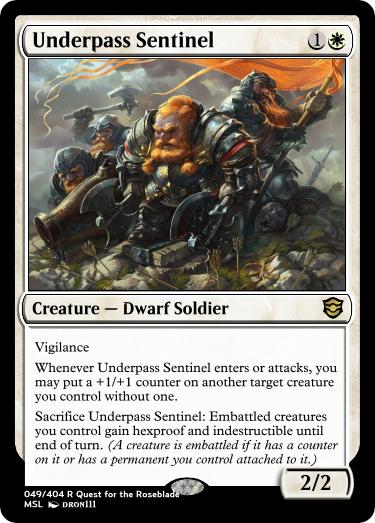 Underpass Sentinel 1
Creature — Dwarf Soldier
Vigilance
Whenever Underpass Sentinel enters or attacks, you
may put a +1/+1 counter on another target creature
you control without one.
Sacrifice Underpass Sentinel: Embattled creatures
you control gain hexproof and indestructible until
end of turn. (A creature is embattled if it has a counter
on it or has a permanent you control attached to it.)
2/2
049/404 R Quest for the Roseblade
MSL DRON111